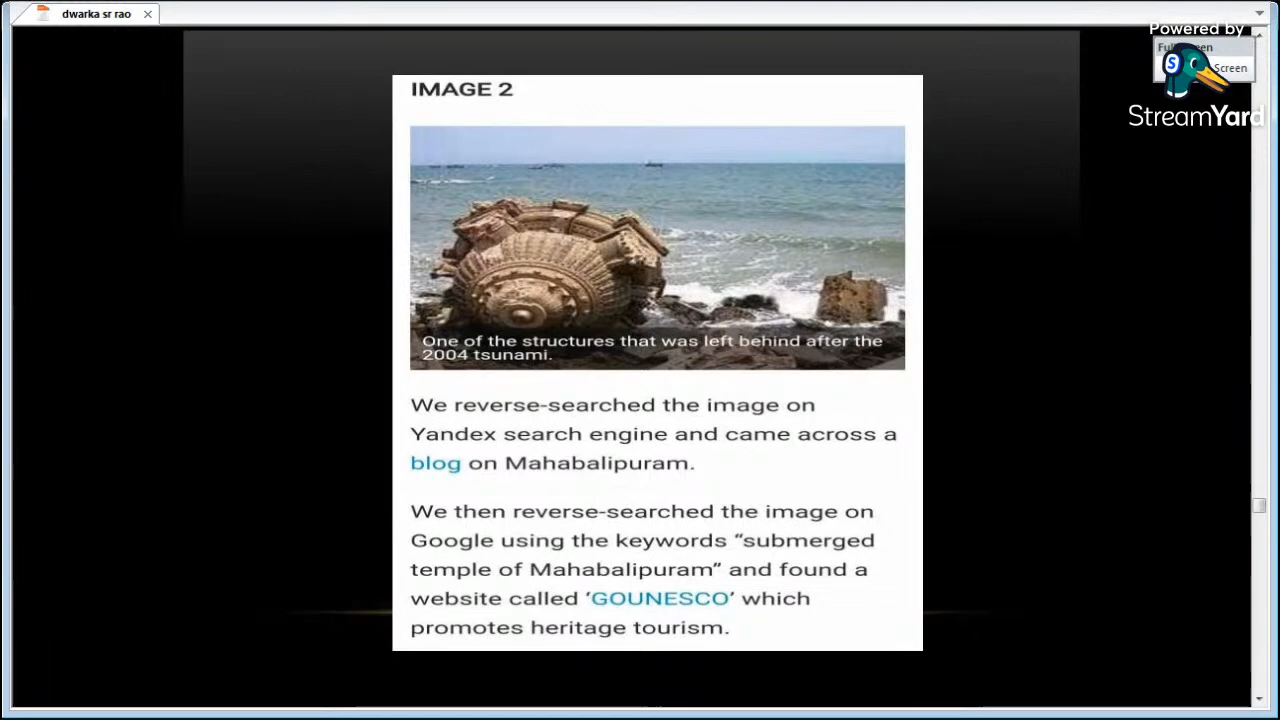 dwarka sr rao
Powered by
Screen
StreamYard
IMAGE 2
One of the structures that was left behind after the
2004 tsunami.
We reverse-searched the image on
Yandex search engine and came across a
blog on Mahabalipuram.
We then reverse-searched the image on
Google using the keywords “submerged
temple of Mahabalipuram” and found a
website called ‘GOUNESCO’ which
promotes heritage tourism.